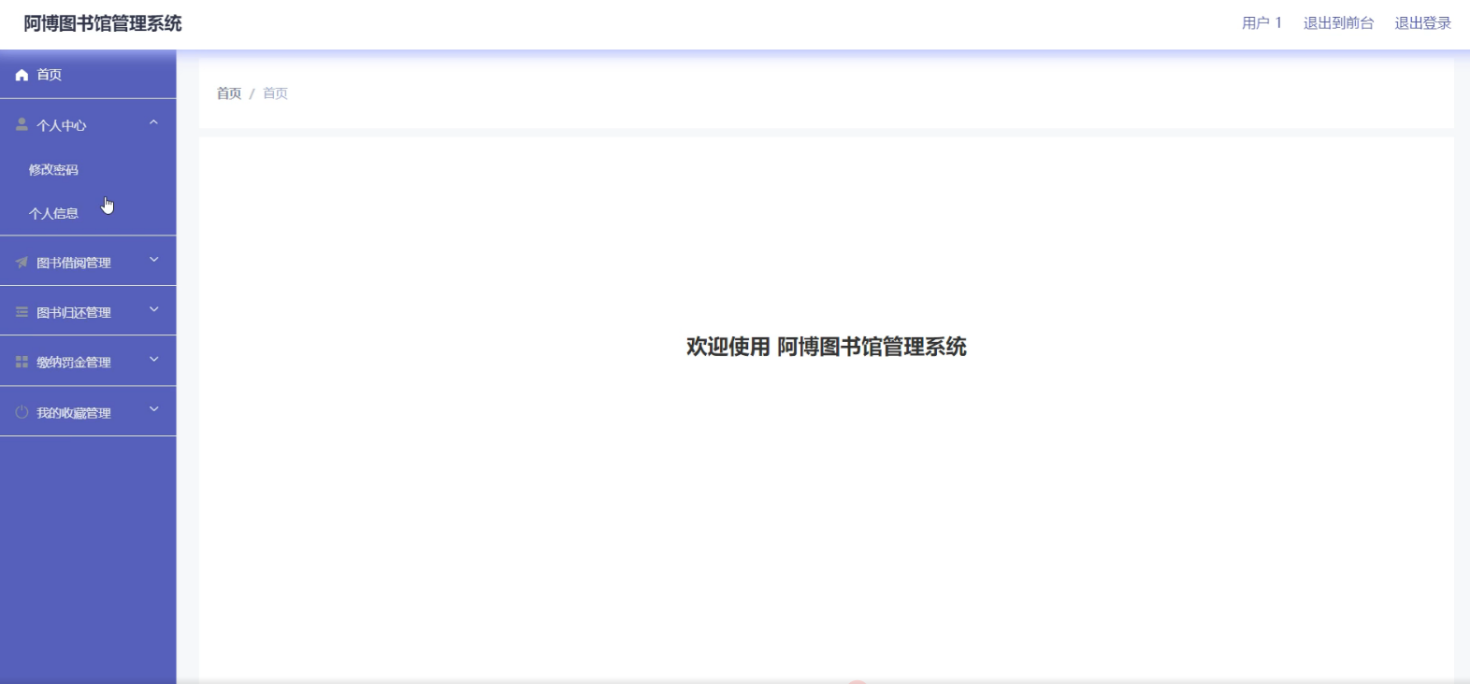 阿博图书馆管理系统
用户 1 退出到前台 退出登录
首页
首页 / 首页
个人中心
修改密码
个人信息
图书借阅管理
图书归还管理
缴纳罚金管理
我的收藏管理
欢迎使用 阿博图书馆管理系统